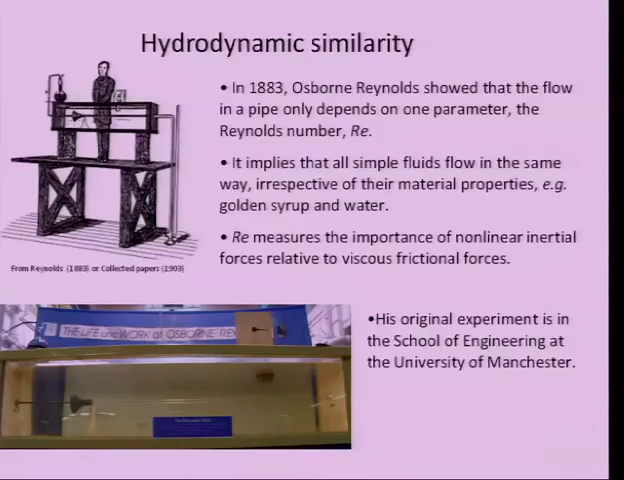 Hydrodynamic similarity
• In 1883, Osborne Reynolds showed that the flow
in a pipe only depends on one parameter, the
Reynolds number, Re.
• It implies that all simple fluids flow in the same
way, irrespective of their material properties, e.g.
golden syrup and water.
• Re measures the importance of nonlinear inertial
forces relative to viscous frictional forces.
From Reynolds (1883) or Collected papers (1903)
THE LIFE and WORK of OSBORNE RE
•His original experiment is in
the School of Engineering at
the University of Manchester.